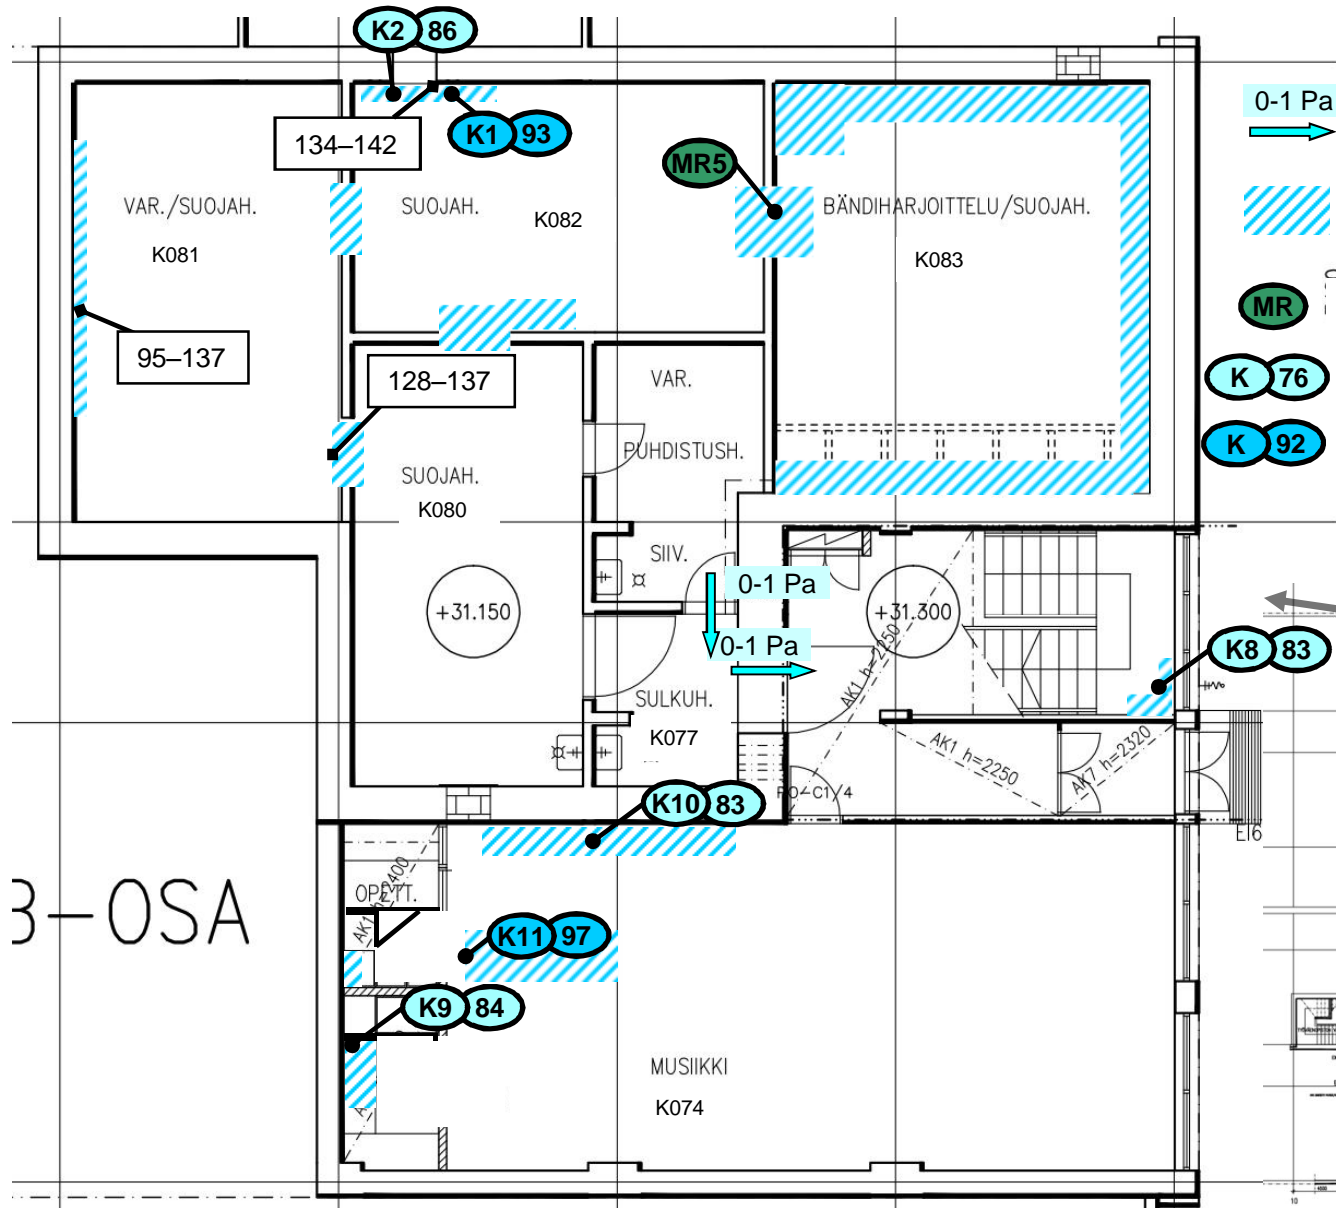 K2 86
0-1 Pa
134–142
K1 93
MR5
VAR./SUOJAH.
K081
SUOJAH.
K082
BÄNDIHARJOITTELU/SUOJAH.
K083
MR
95–137
128–137
VAR.
K 76
K 92
PUHDISTUSH.
SUOJAH.
K080
SIIV.
0-1 Pa
+31.150
+31.300
0-1 Pa
K8 83
AK1 h=2250
SULKUH.
K077
AK1 h=2250
AK7 h=2320
K10 83
EI6
AK1 h=2400
OPETT.
B-OSA
K11 97
K9 84
MUSIIKKI
K074
10